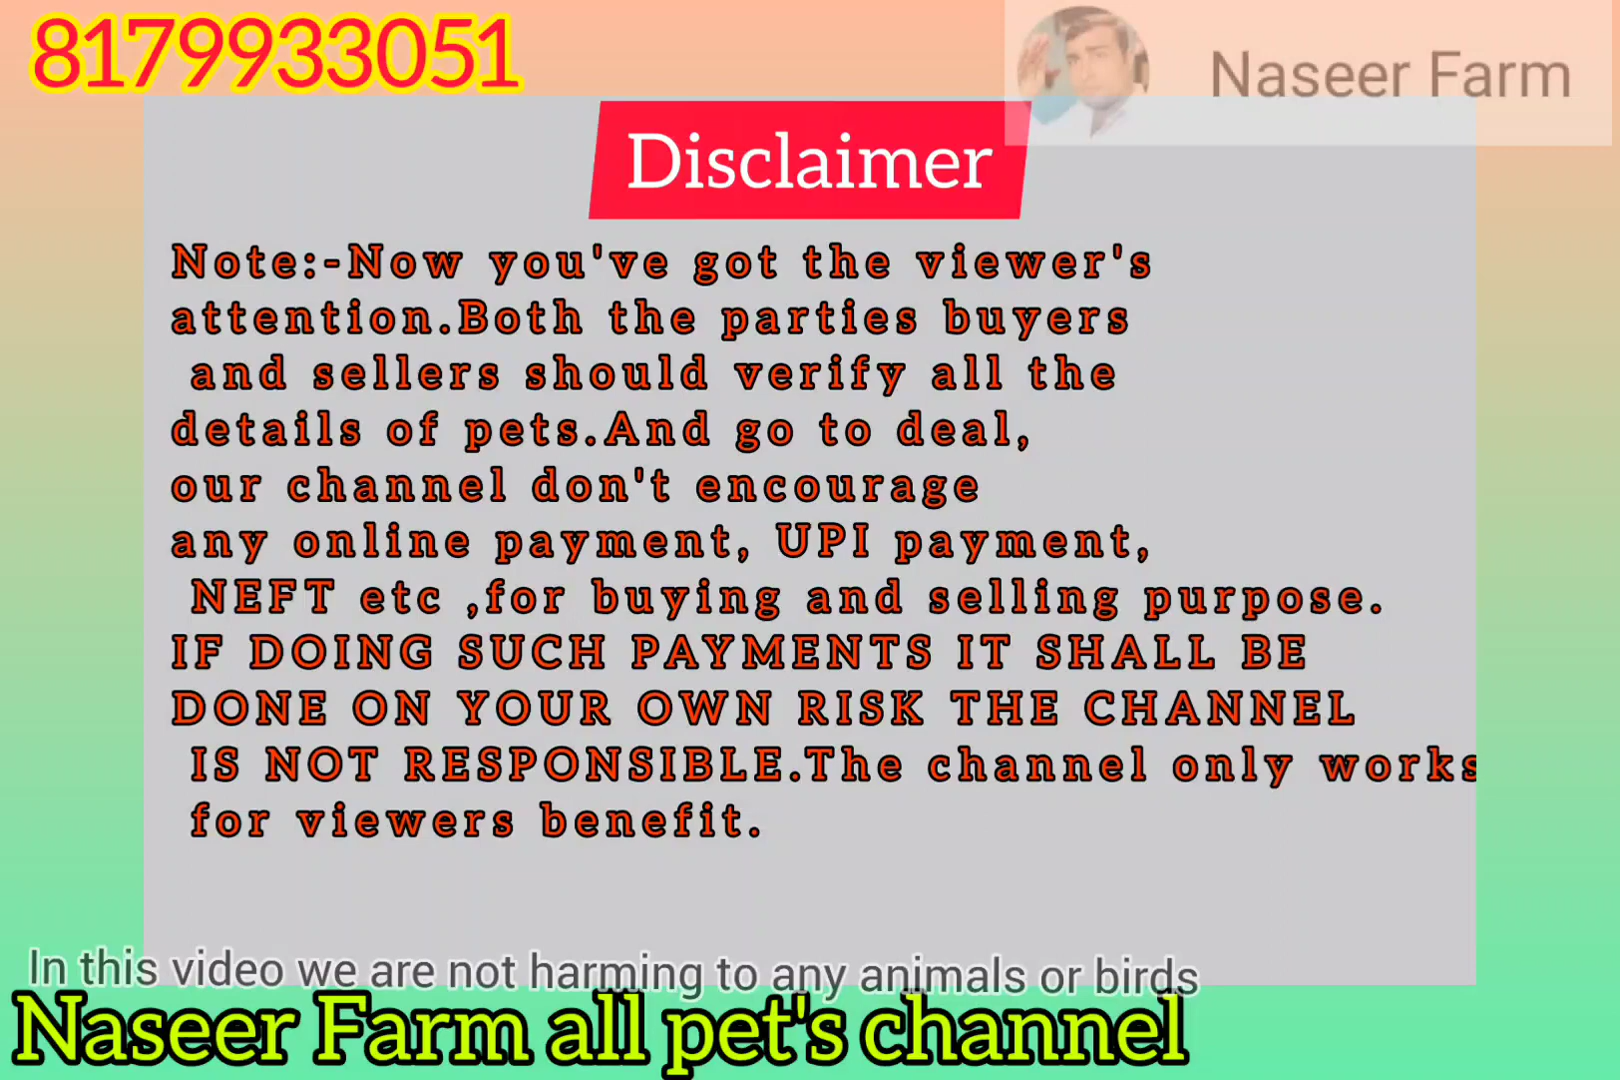 8179933051
Naseer Farm
Disclaimer
Note:-Now you've got the viewer's
attention.Both the parties buyers
and sellers should verify all the
details of pets.And go to deal,
our channel don't encourage
any online payment, UPI payment,
NEFT etc ,for buying and selling purpose.
IF DOING SUCH PAYMENTS IT SHALL BE
DONE ON YOUR OWN RISK THE CHANNEL
IS NOT RESPONSIBLE.The channel only works
for viewers benefit.
In this video we are not harming to any animals or birds
Naseer Farm all pet's channel